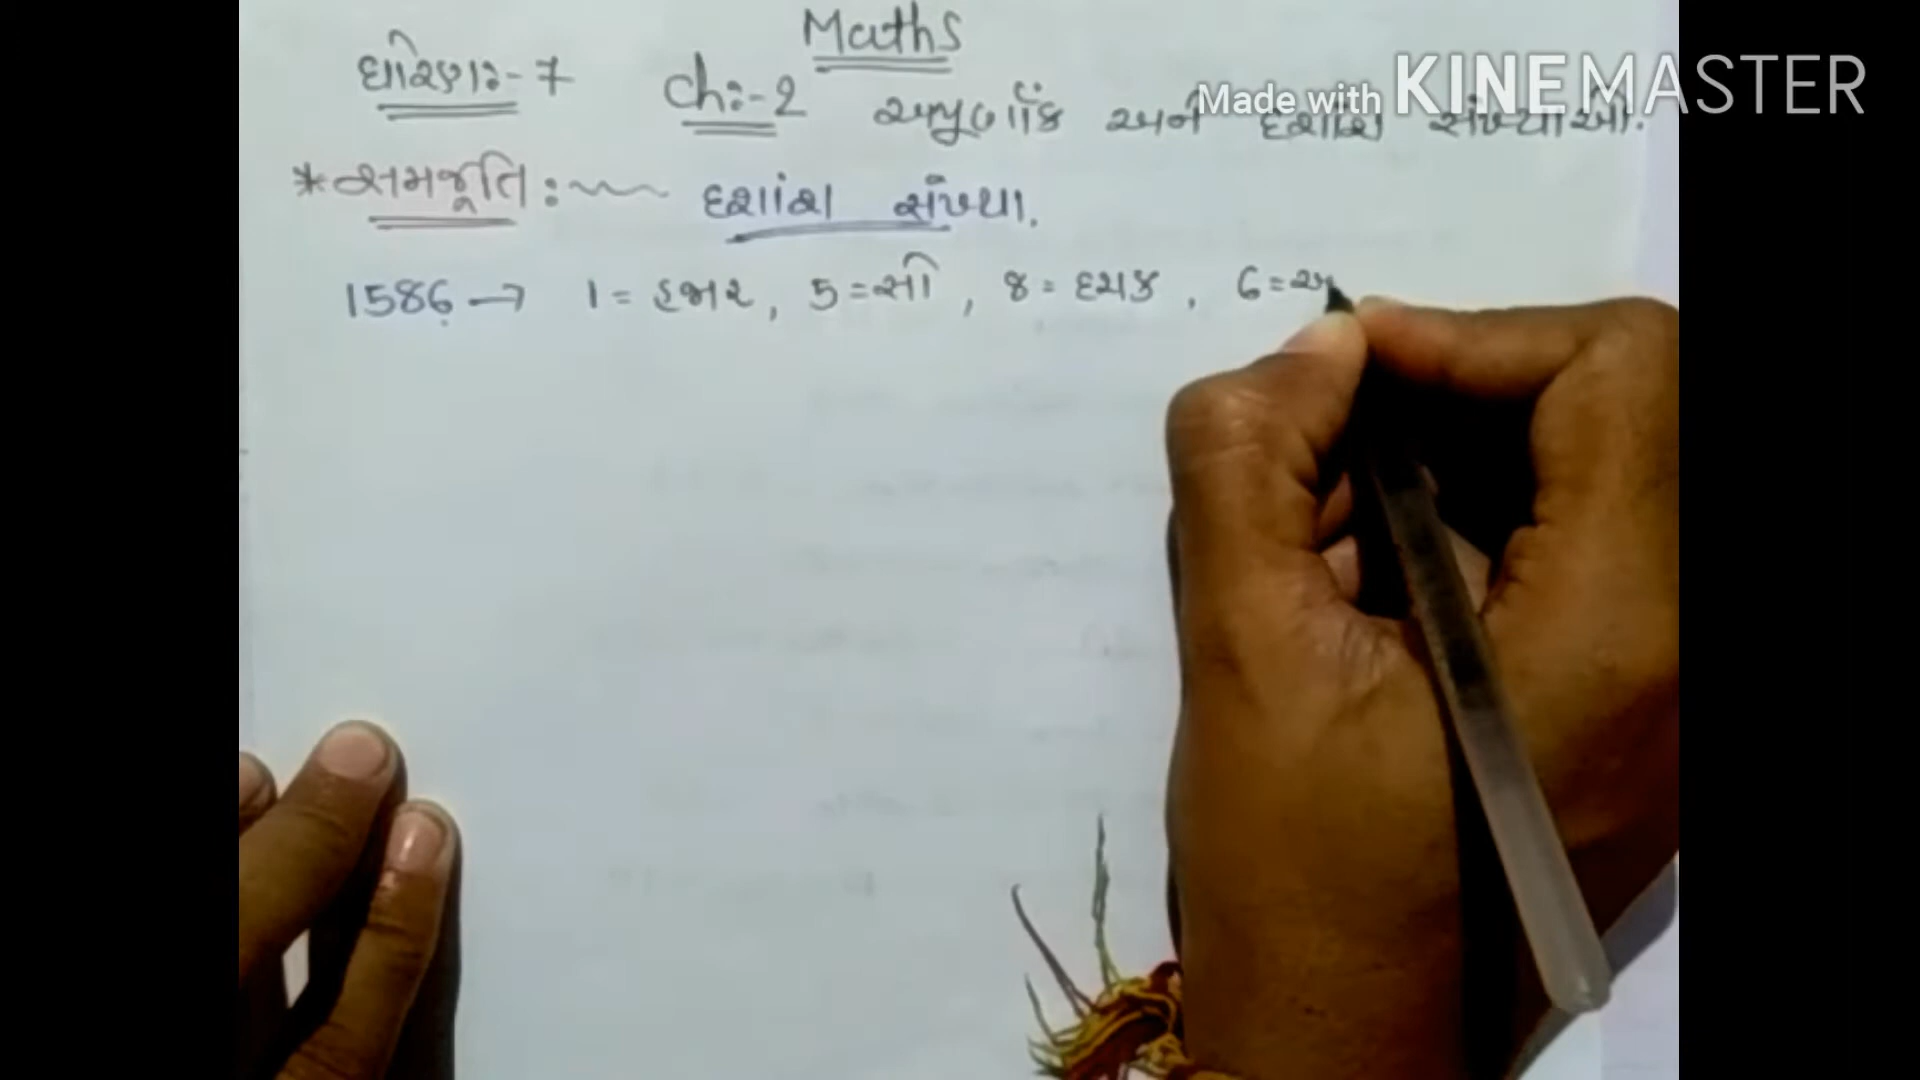 Maths
ધોરણઃ- 7 Ch:-2 અપૂર્ણાંક અને દશાંશ સંખ્યાઓ.
Made with KINEMASTER
*સમજૂતિ : દશાંશ સંખ્યા.
1586 → 1 = હજાર, 5 = સો, 8 = દશક, 6 =